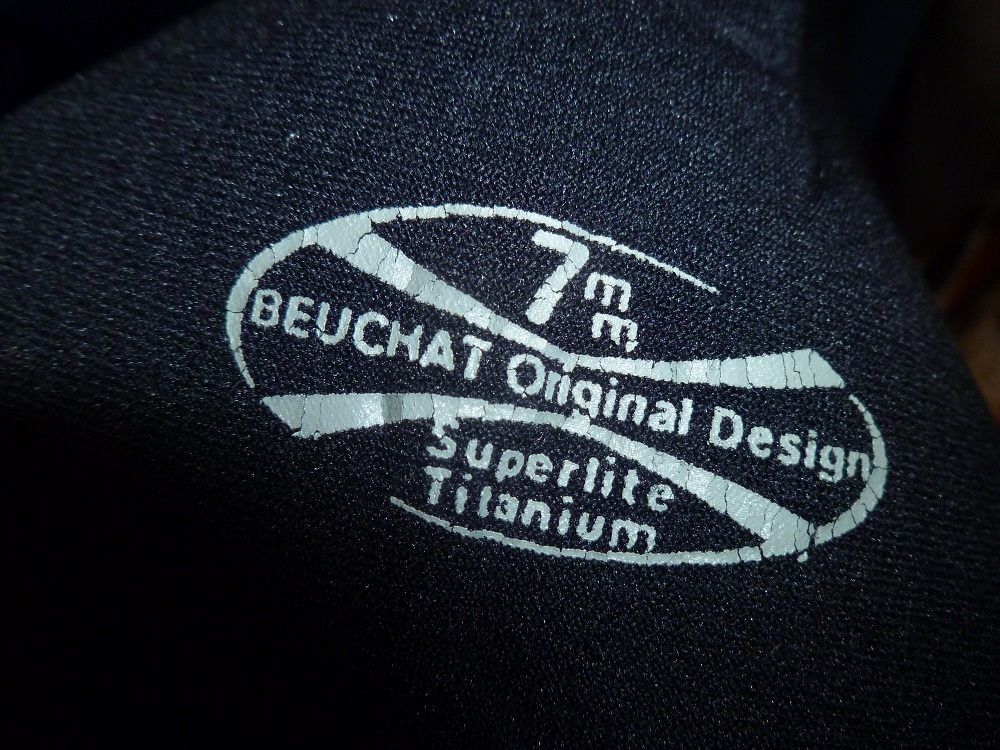 7mm
BEUCHAT Original Design
Superlite
Titanium